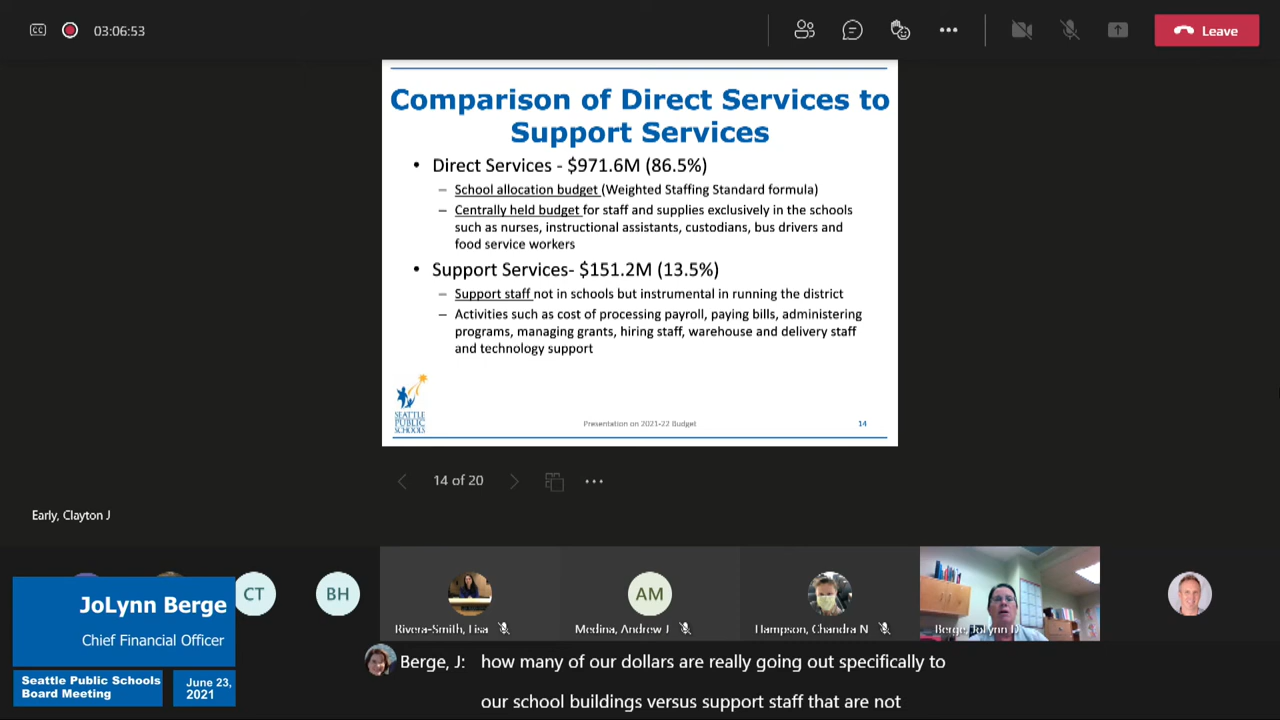 CC
03:06:53
Leave
Comparison of Direct Services to
Support Services
• Direct Services - $971.6M (86.5%)
– School allocation budget (Weighted Staffing Standard formula)
– Centrally held budget for staff and supplies exclusively in the schools
such as nurses, instructional assistants, custodians, bus drivers and
food service workers
• Support Services- $151.2M (13.5%)
– Support staff not in schools but instrumental in running the district
– Activities such as cost of processing payroll, paying bills, administering
programs, managing grants, hiring staff, warehouse and delivery staff
and technology support
SEATTLE
PUBLIC
SCHOOLS
Presentation on 2021-22 Budget
14
14 of 20
Early, Clayton J
CT
BH
AM
Rivera-Smith, Lisa
Medina, Andrew J
Hampson, Chandra N
Berge, JoLynn D
JoLynn Berge
Chief Financial Officer
Seattle Public Schools
Board Meeting
June 23,
2021
Berge, J: how many of our dollars are really going out specifically to
our school buildings versus support staff that are not